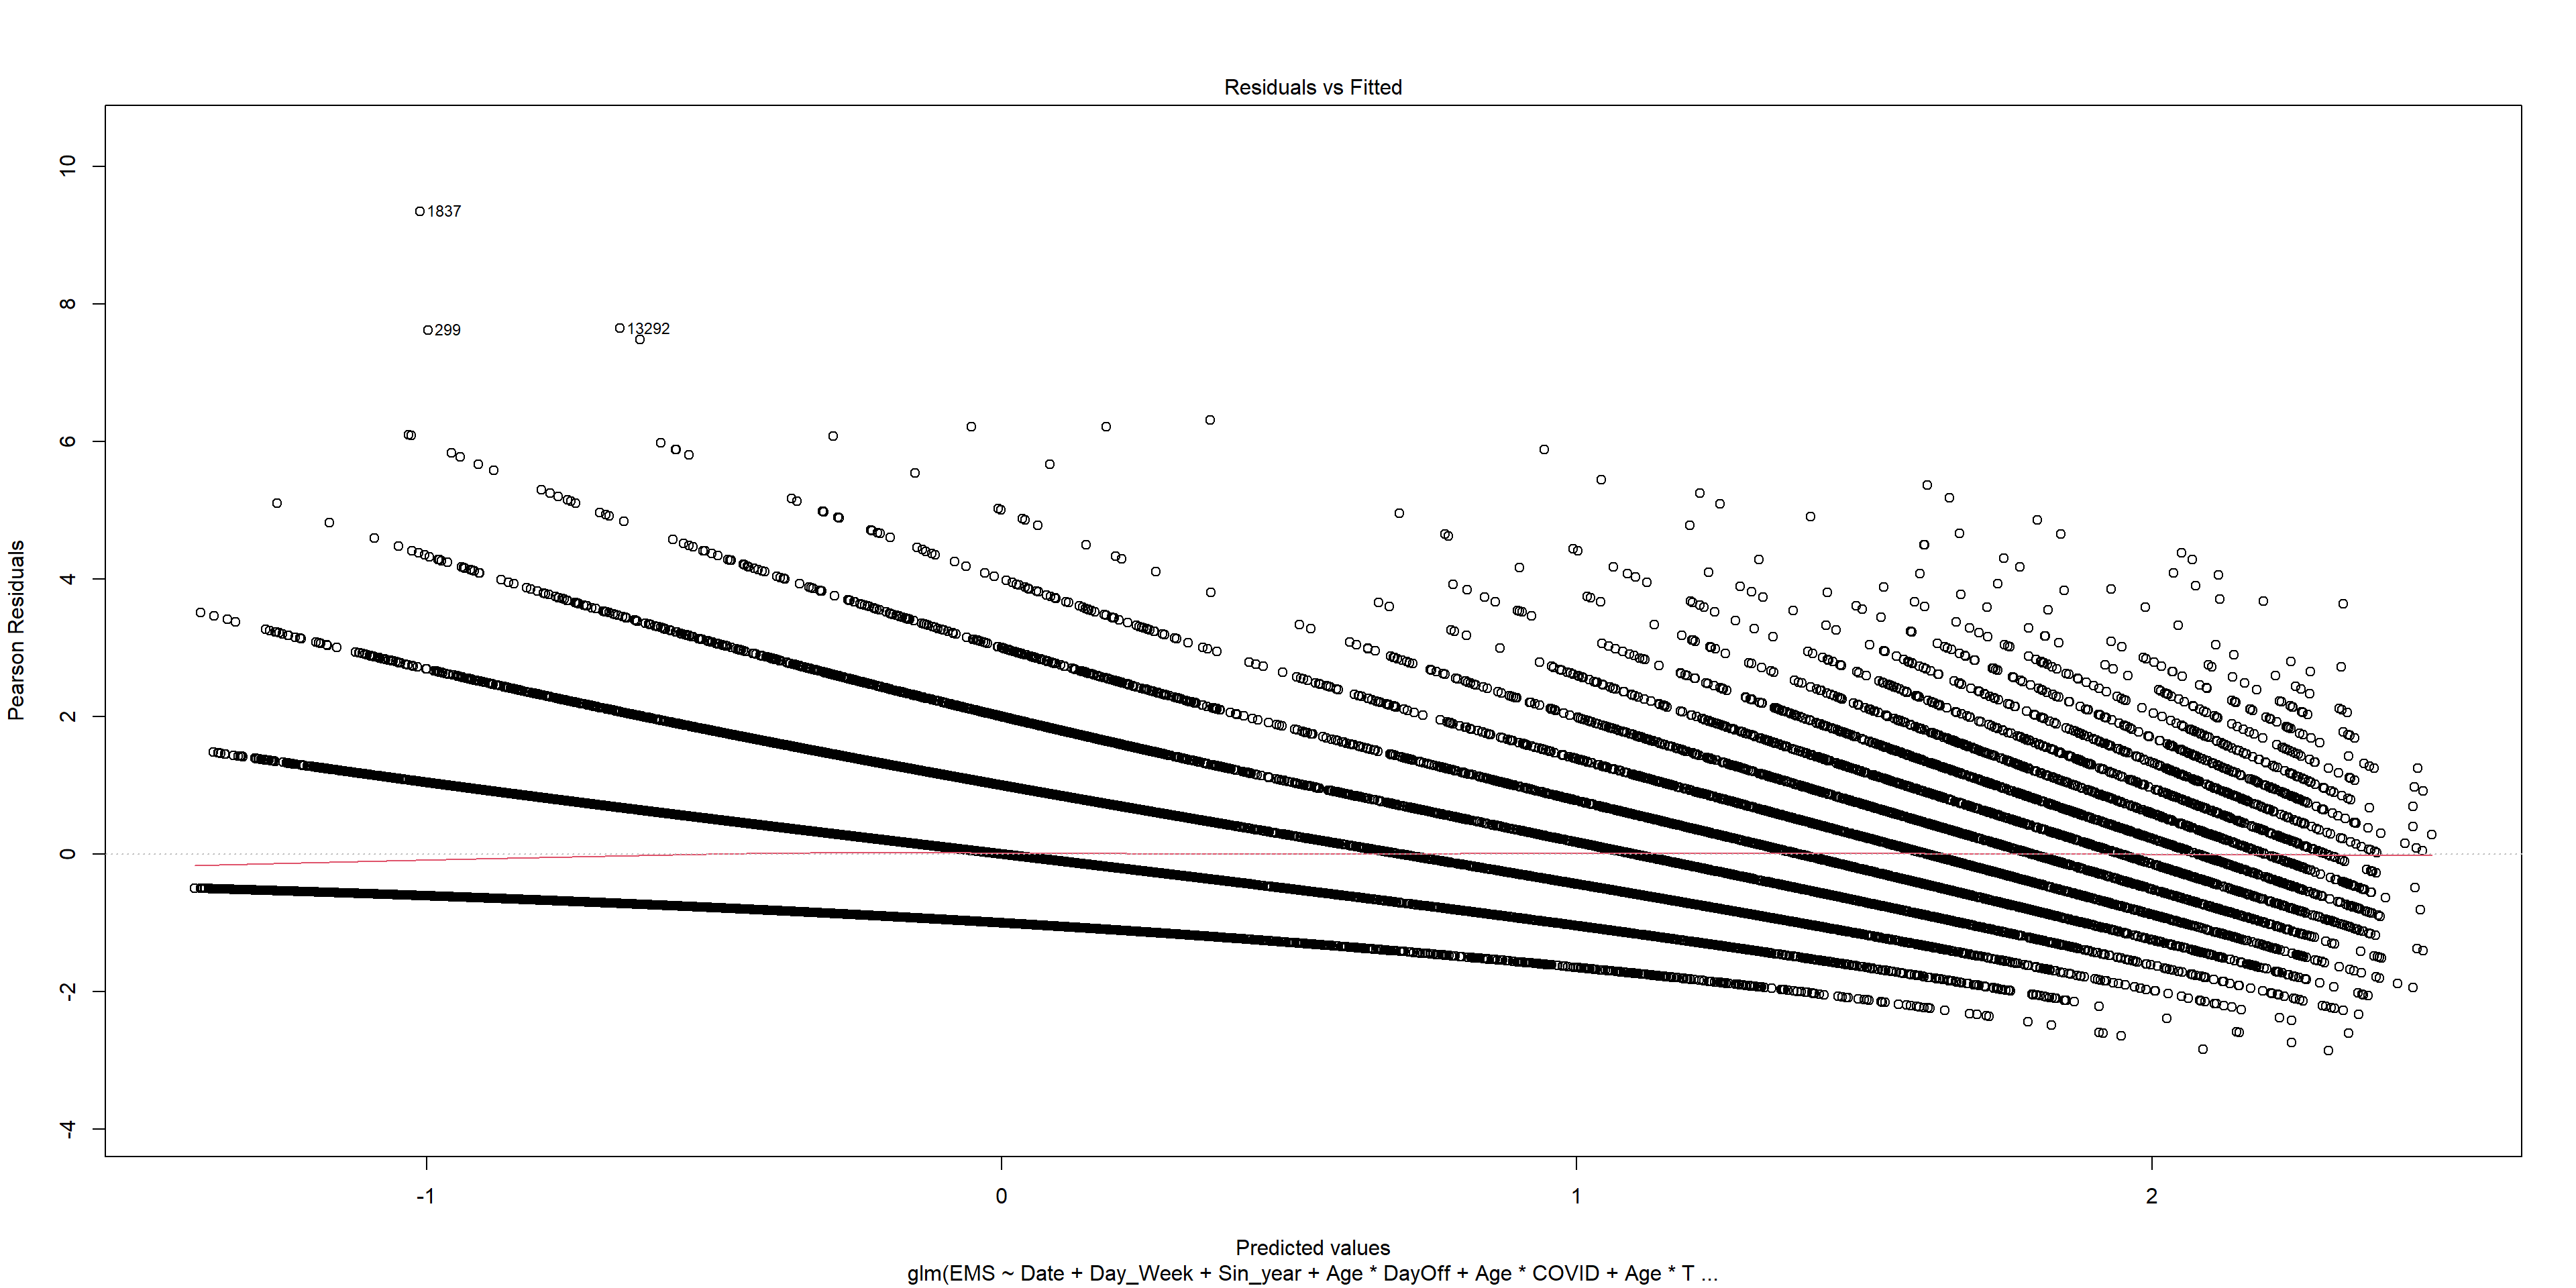 Residuals vs Fitted
10
8
6
4
2
0
-2
-4
Pearson Residuals
1837
299
13292
-1 0 1 2
Predicted values
glm(EMS ~ Date + Day_Week + Sin_year + Age * DayOff + Age * COVID + Age * T ...